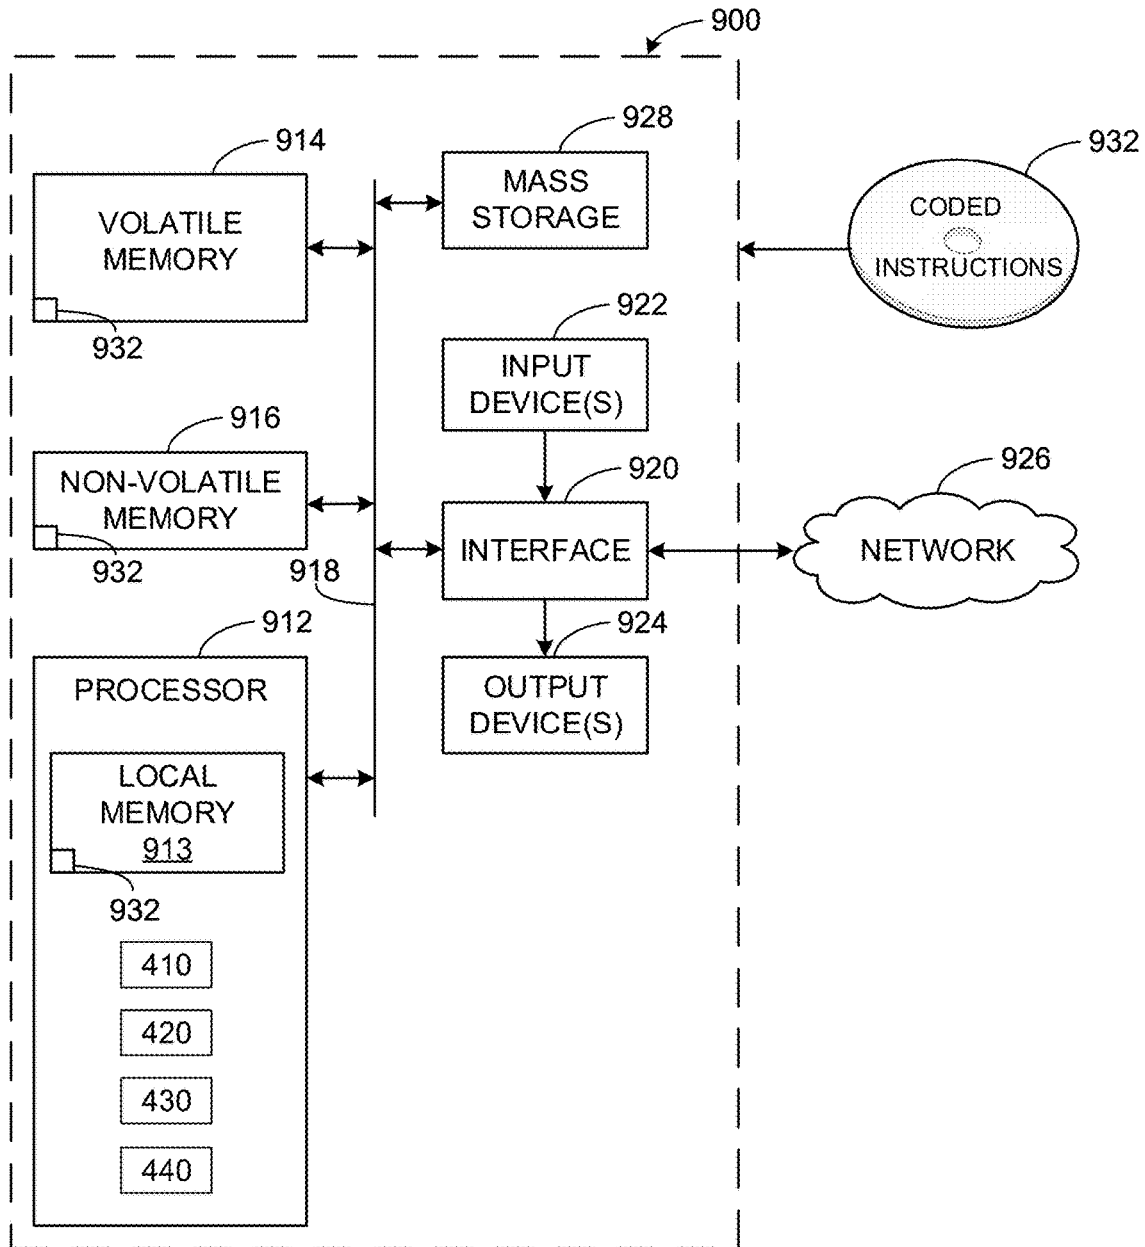 900
914
VOLATILE
MEMORY
932
928
MASS
STORAGE
932
CODED
INSTRUCTIONS
922
INPUT
DEVICE(S)
916
NON-VOLATILE
MEMORY
932
918
920
INTERFACE
926
NETWORK
912
PROCESSOR
LOCAL
MEMORY
913
932
924
OUTPUT
DEVICE(S)
410
420
430
440